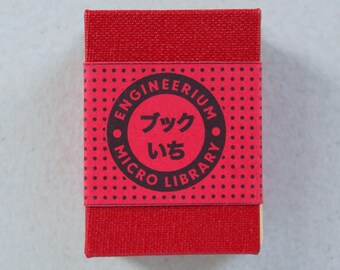 ENGINEERIUM
ブック
いち
MICRO LIBRARY